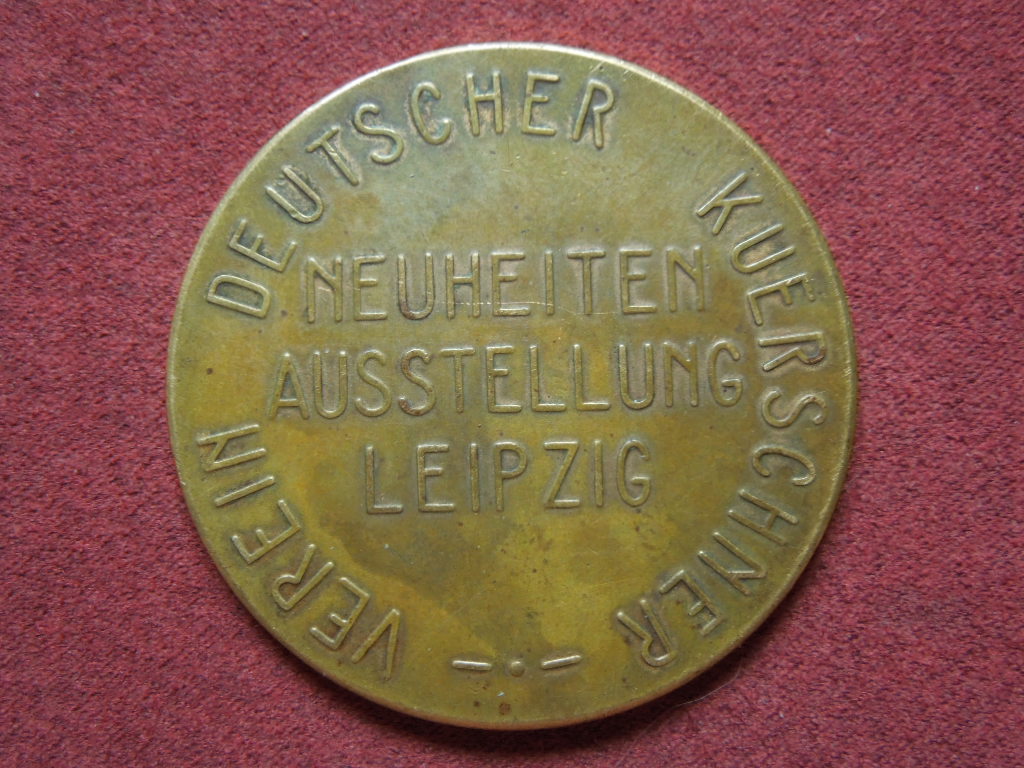 VEREIN DEUTSCHER KUERSCHNER
NEUHEITEN
AUSSTELLUNG
LEIPZIG